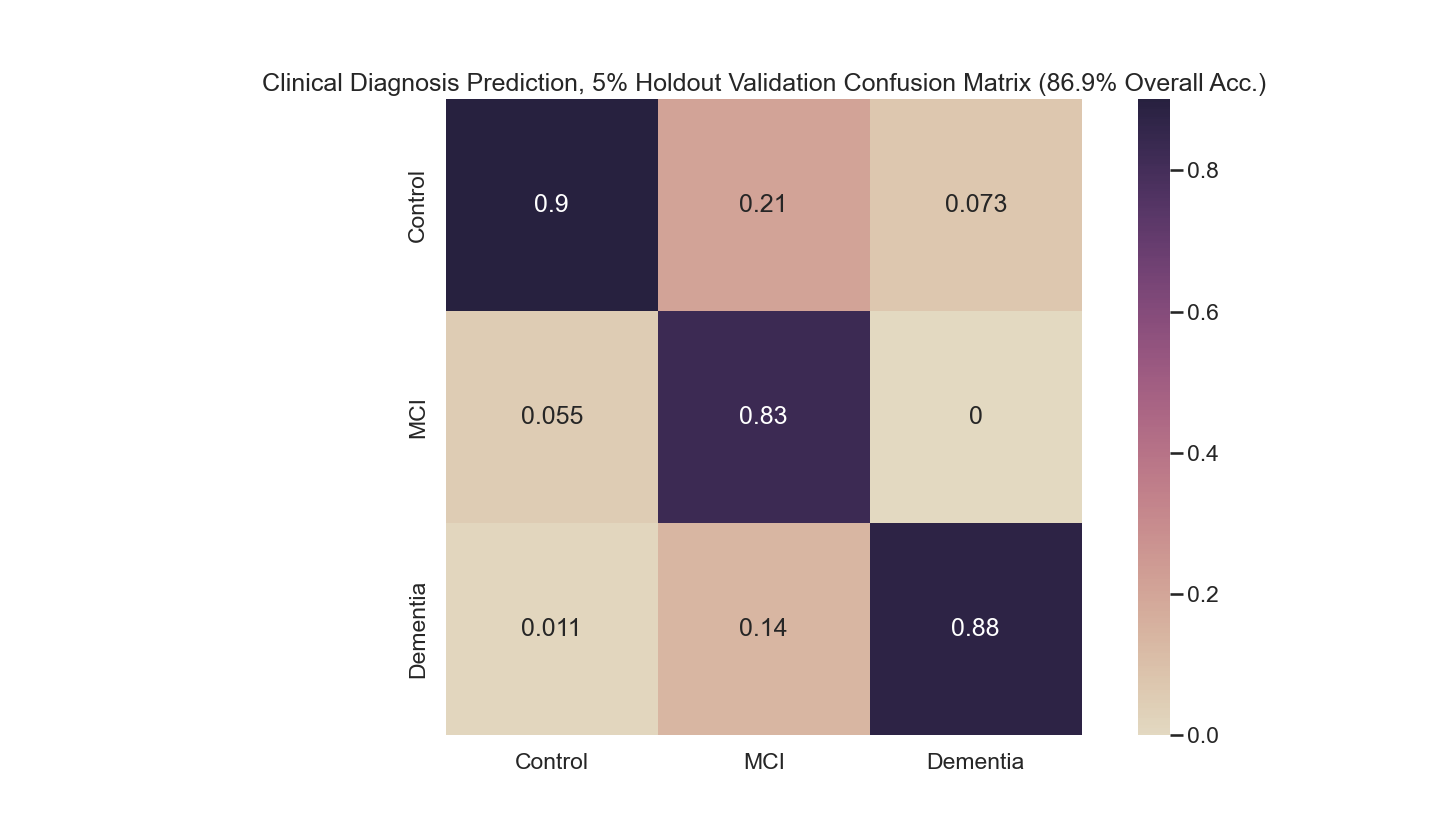 Clinical Diagnosis Prediction, 5% Holdout Validation Confusion Matrix (86.9% Overall Acc.)
Control
0.9 0.21 0.073
MCI
0.055 0.83 0
Dementia
0.011 0.14 0.88
Control MCI Dementia
0.8
0.6
0.4
0.2
0.0